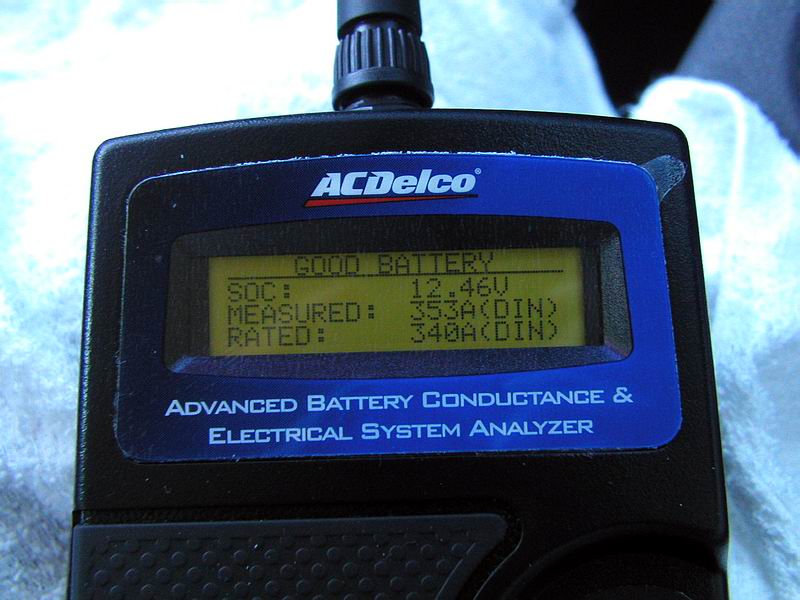 ACDelco®
GOOD BATTERY
SOC: 12.46V
MEASURED: 353A(DIN)
RATED: 340A(DIN)
ADVANCED BATTERY CONDUCTANCE &
ELECTRICAL SYSTEM ANALYZER